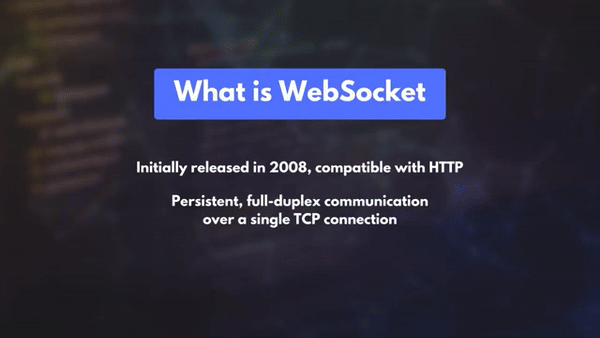 What is WebSocket
Initially released in 2008, compatible with HTTP
Persistent, full-duplex communication
over a single TCP connection